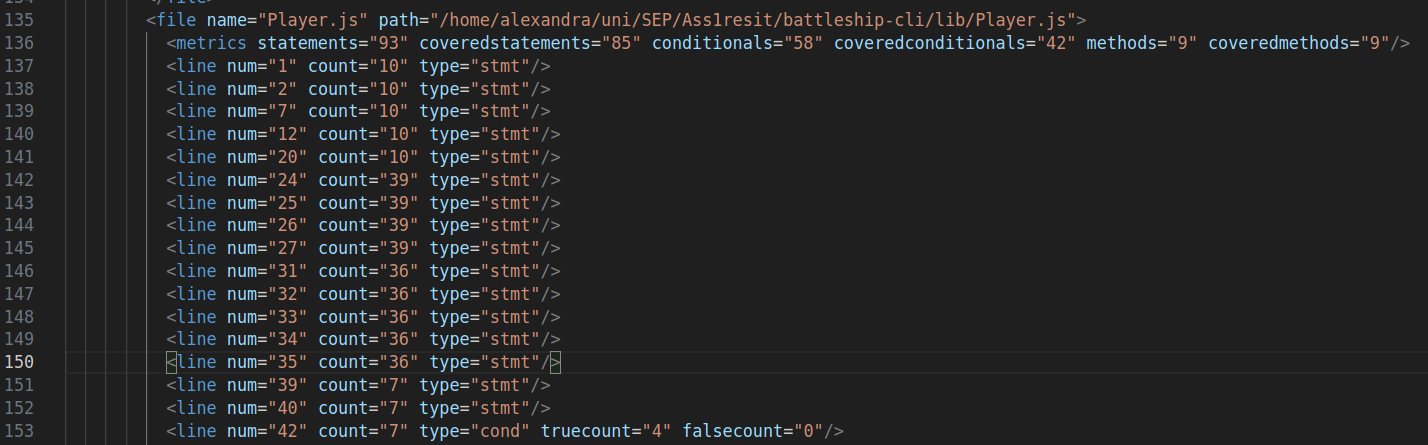 134 </file>
135 <file name="Player.js" path="/home/alexandra/uni/SEP/Ass1resit/battleship-cli/lib/Player.js">
136 <metrics statements="93" coveredstatements="85" conditionals="58" coveredconditionals="42" methods="9" coveredmethods="9"/>
137 <line num="1" count="10" type="stmt"/>
138 <line num="2" count="10" type="stmt"/>
139 <line num="7" count="10" type="stmt"/>
140 <line num="12" count="10" type="stmt"/>
141 <line num="20" count="10" type="stmt"/>
142 <line num="24" count="39" type="stmt"/>
143 <line num="25" count="39" type="stmt"/>
144 <line num="26" count="39" type="stmt"/>
145 <line num="27" count="39" type="stmt"/>
146 <line num="31" count="36" type="stmt"/>
147 <line num="32" count="36" type="stmt"/>
148 <line num="33" count="36" type="stmt"/>
149 <line num="34" count="36" type="stmt"/>
150 <line num="35" count="36" type="stmt"/>
151 <line num="39" count="7" type="stmt"/>
152 <line num="40" count="7" type="stmt"/>
153 <line num="42" count="7" type="cond" truecount="4" falsecount="0"/>